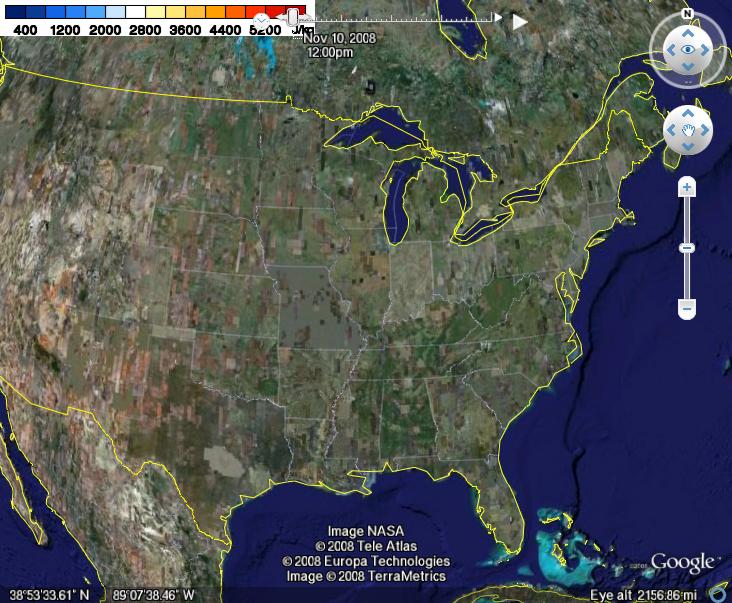 400 1200 2000 2800 3600 4400 5200 J/kg
Nov 10, 2008
12:00pm
N
Image NASA
© 2008 Tele Atlas
© 2008 Europa Technologies
Image © 2008 TerraMetrics
Google
38°53'33.61" N 89°07'38.46" W
Eye alt 2156.86 mi